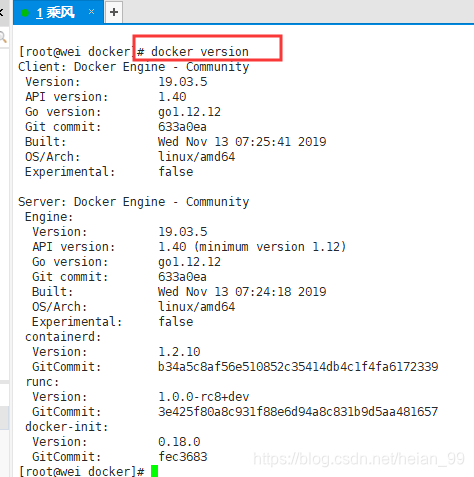 1 乘风 × +
[root@wei docker]# docker version
Client: Docker Engine - Community
Version: 19.03.5
API version: 1.40
Go version: go1.12.12
Git commit: 633a0ea
Built: Wed Nov 13 07:25:41 2019
OS/Arch: linux/amd64
Experimental: false
Server: Docker Engine - Community
Engine:
Version: 19.03.5
API version: 1.40 (minimum version 1.12)
Go version: go1.12.12
Git commit: 633a0ea
Built: Wed Nov 13 07:24:18 2019
OS/Arch: linux/amd64
Experimental: false
containerd:
Version: 1.2.10
GitCommit: b34a5c8af56e510852c35414db4c1f4fa6172339
runc:
Version: 1.0.0-rc8+dev
GitCommit: 3e425f80a8c931f88e6d94a8c831b9d5aa481657
docker-init:
Version: 0.18.0
GitCommit: fec3683
https://blog.csdn.net/heian_99
[root@wei docker]#